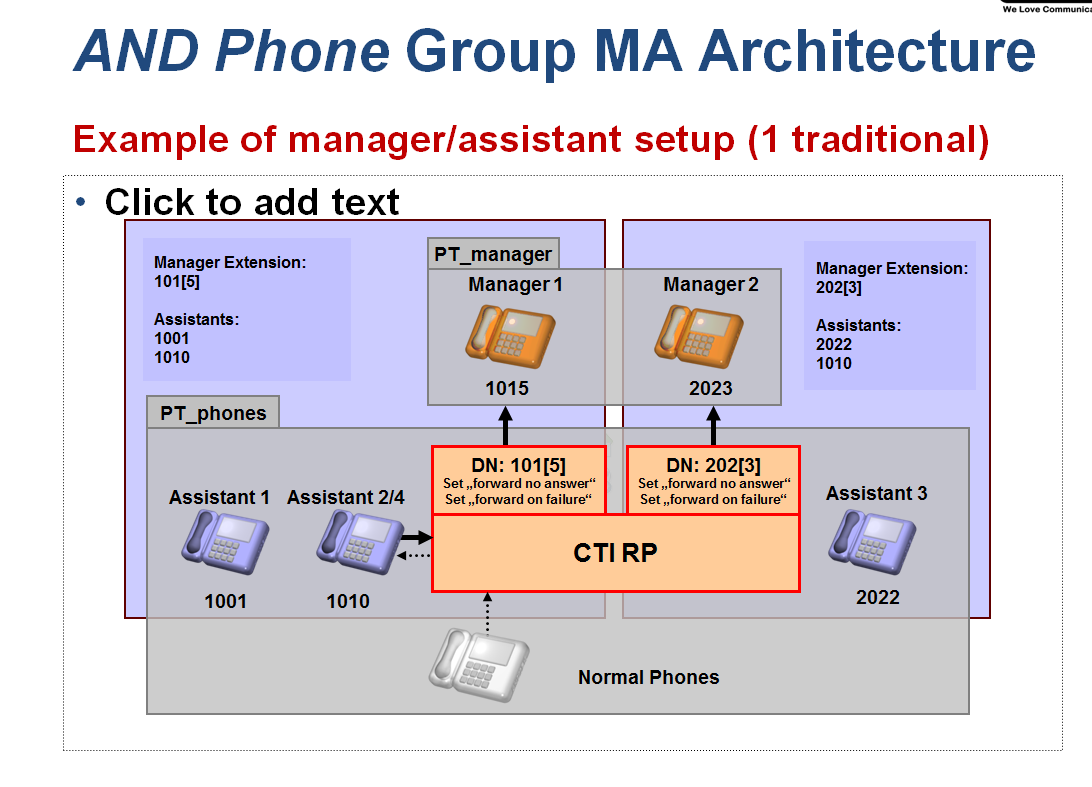 We Love Communica
AND Phone Group MA Architecture
Example of manager/assistant setup (1 traditional)
• Click to add text
Manager Extension:
101[5]
Assistants:
1001
1010
PT_manager
Manager 1
Manager 2
1015
2023
Manager Extension:
202[3]
Assistants:
2022
1010
PT_phones
Assistant 1
Assistant 2/4
1001
1010
DN: 101[5]
Set „forward no answer“
Set „forward on failure“
DN: 202[3]
Set „forward no answer“
Set „forward on failure“
CTI RP
Assistant 3
2022
Normal Phones